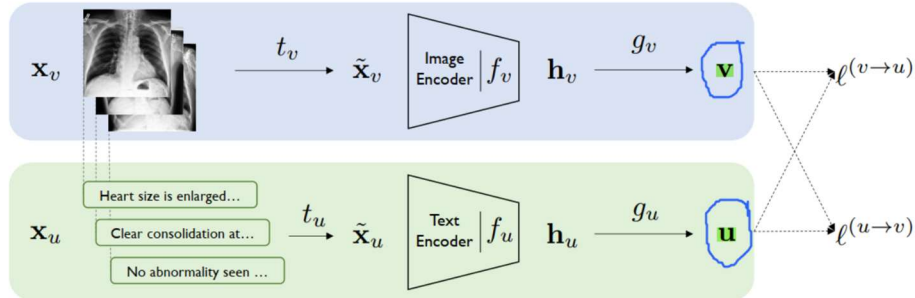 x_v t_v x̃_v Image Encoder f_v h_v g_v v ℓ^(v→u)
Heart size is enlarged…
x_u Clear consolidation at… t_u x̃_u Text Encoder f_u h_u g_u u ℓ^(u→v)
No abnormality seen …